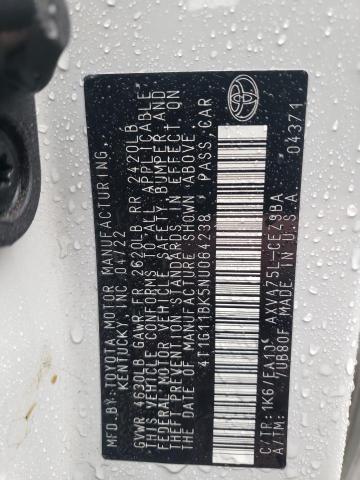 MFD. BY: TOYOTA MOTOR MANUFACTURING,
KENTUCKY, INC. 04/22
GVWR 4630LB GAWR FR 2620LB RR 2420LB
THIS VEHICLE CONFORMS TO ALL APPLICABLE
FEDERAL MOTOR VEHICLE SAFETY, BUMPER, AND
THEFT PREVENTION STANDARDS IN EFFECT ON
THE DATE OF MANUFACTURE SHOWN ABOVE.
4T1G11BK5NU064238 PASS. CAR
04371
C/TR: 1K6/EA10 AXVA75L-CEZ9BA
A/TM: /UB80F MADE IN U.S.A.